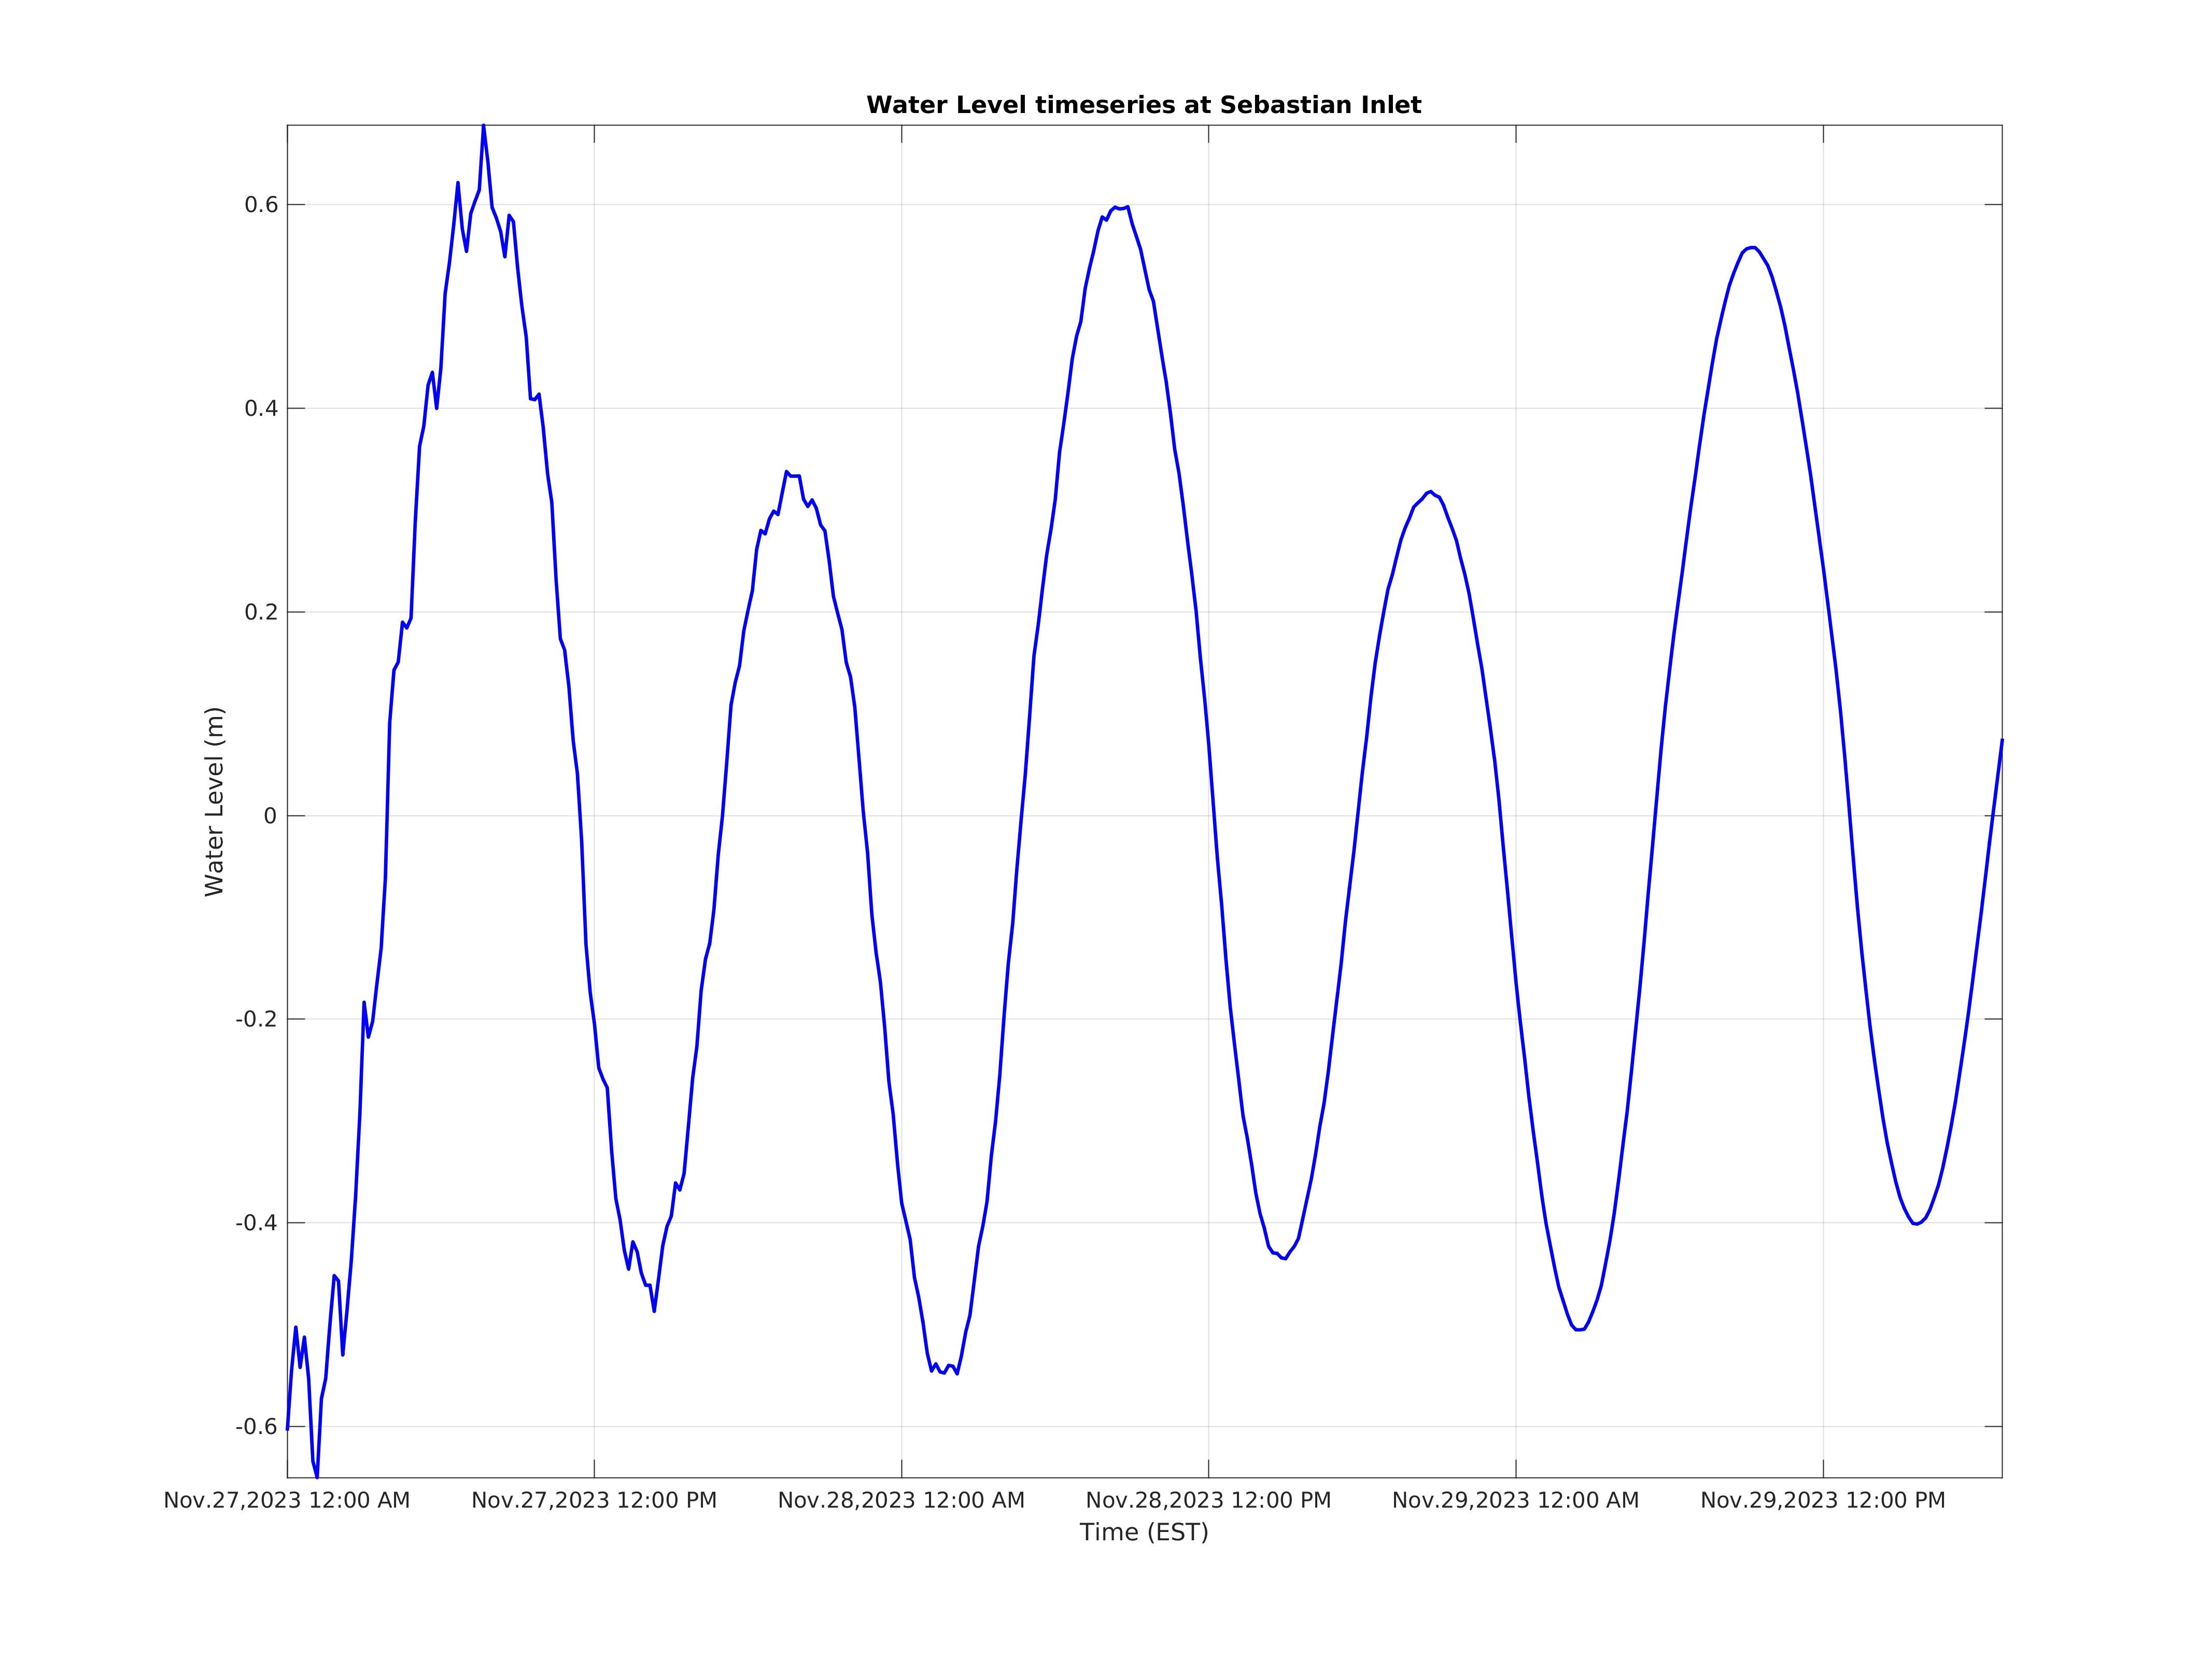 Water Level timeseries at Sebastian Inlet
0.6
0.4
0.2
0
-0.2
-0.4
-0.6
Water Level (m)
Nov.27,2023 12:00 AM
Nov.27,2023 12:00 PM
Nov.28,2023 12:00 AM
Nov.28,2023 12:00 PM
Nov.29,2023 12:00 AM
Nov.29,2023 12:00 PM
Time (EST)